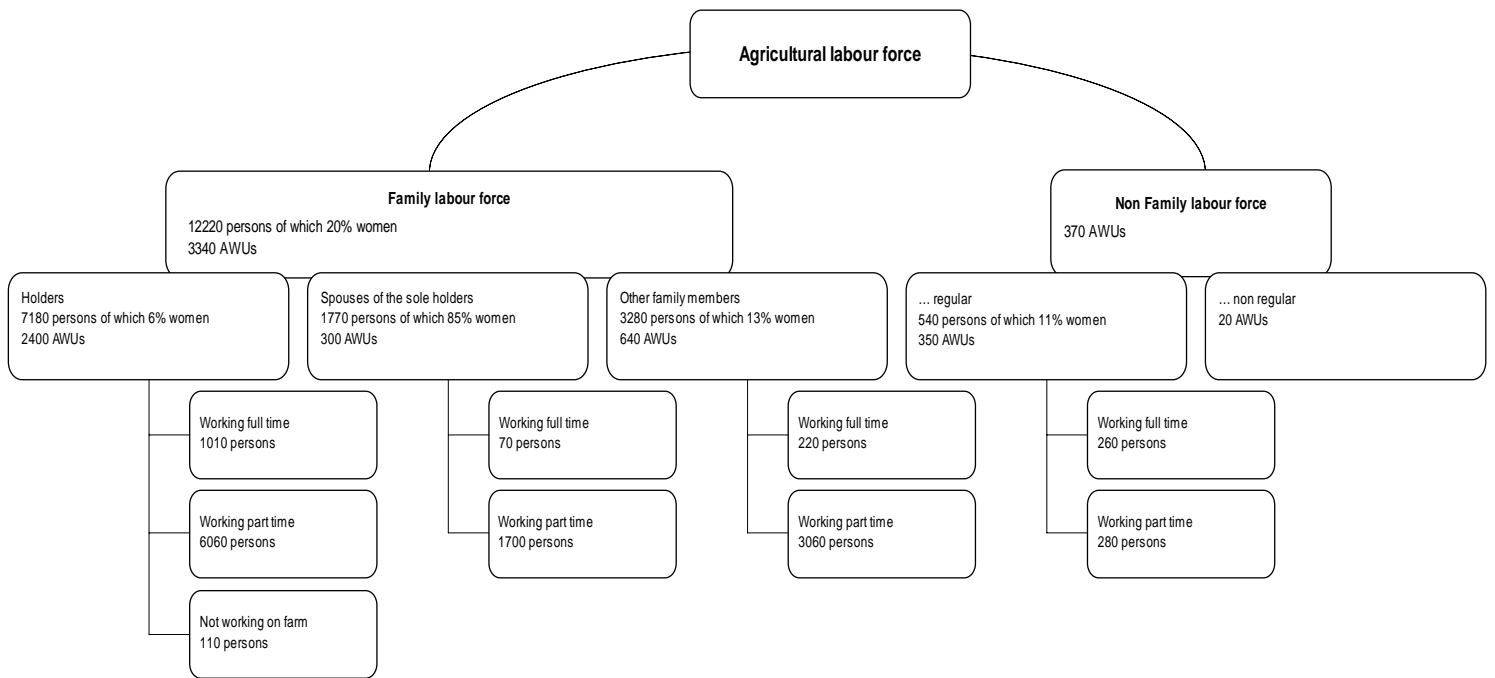 Agricultural labour force
Family labour force
12220 persons of which 20% women
3340 AWUs
Non Family labour force
370 AWUs
Holders
7180 persons of which 6% women
2400 AWUs
Spouses of the sole holders
1770 persons of which 85% women
300 AWUs
Other family members
3280 persons of which 13% women
640 AWUs
... regular
540 persons of which 11% women
350 AWUs
... non regular
20 AWUs
Working full time
1010 persons
Working part time
6060 persons
Not working on farm
110 persons
Working full time
70 persons
Working part time
1700 persons
Working full time
220 persons
Working part time
3060 persons
Working full time
260 persons
Working part time
280 persons